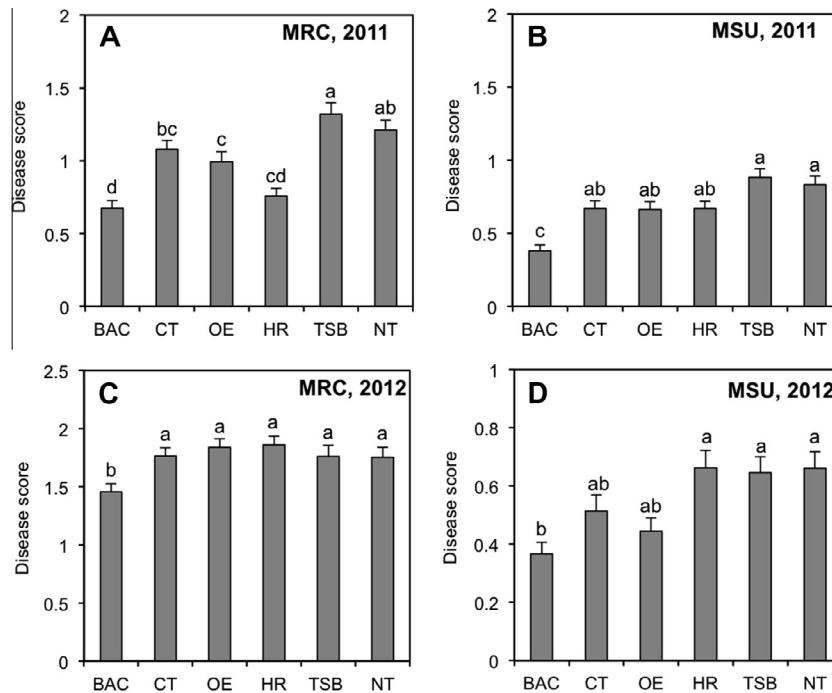 A
MRC, 2011
Disease score
2
1.5
1
0.5
0
d
bc
c
cd
a
ab
BAC CT OE HR TSB NT
B
MSU, 2011
Disease score
2
1.5
1
0.5
0
c
ab
ab
ab
a
a
BAC CT OE HR TSB NT
C
MRC, 2012
Disease score
2.5
2
1.5
1
0.5
0
b
a
a
a
a
a
BAC CT OE HR TSB NT
D
MSU, 2012
Disease score
1
0.8
0.6
0.4
0.2
0
b
ab
ab
a
a
a
BAC CT OE HR TSB NT